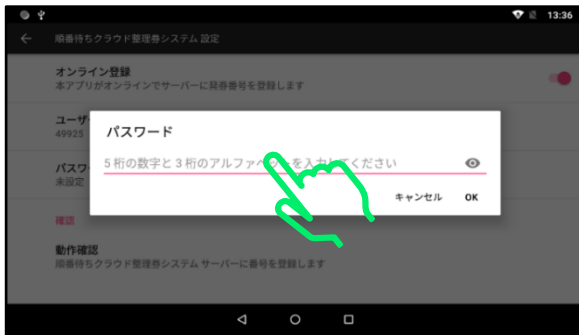 13:36
順番待ちクラウド整理券システム 設定
オンライン登録
本アプリがオンラインでサーバーに発券番号を登録します
ユーザー
49925
パスワード
5 桁の数字と 3 桁のアルファベットを入力してください
キャンセル OK
パスワ
未設定
確認
動作確認
順番待ちクラウド整理券システム サーバーに番号を登録します